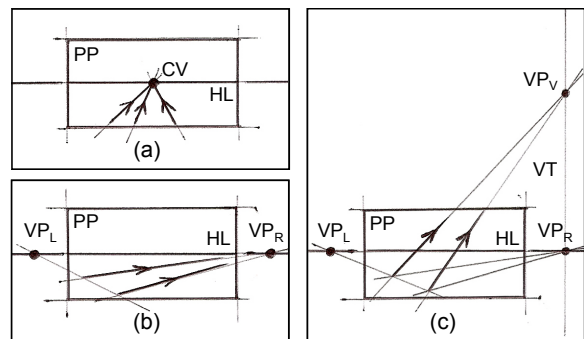 PP
CV
HL
(a)
PP
VP_L
HL
VP_R
(b)
VP_V
VT
PP
VP_L
HL
VP_R
(c)